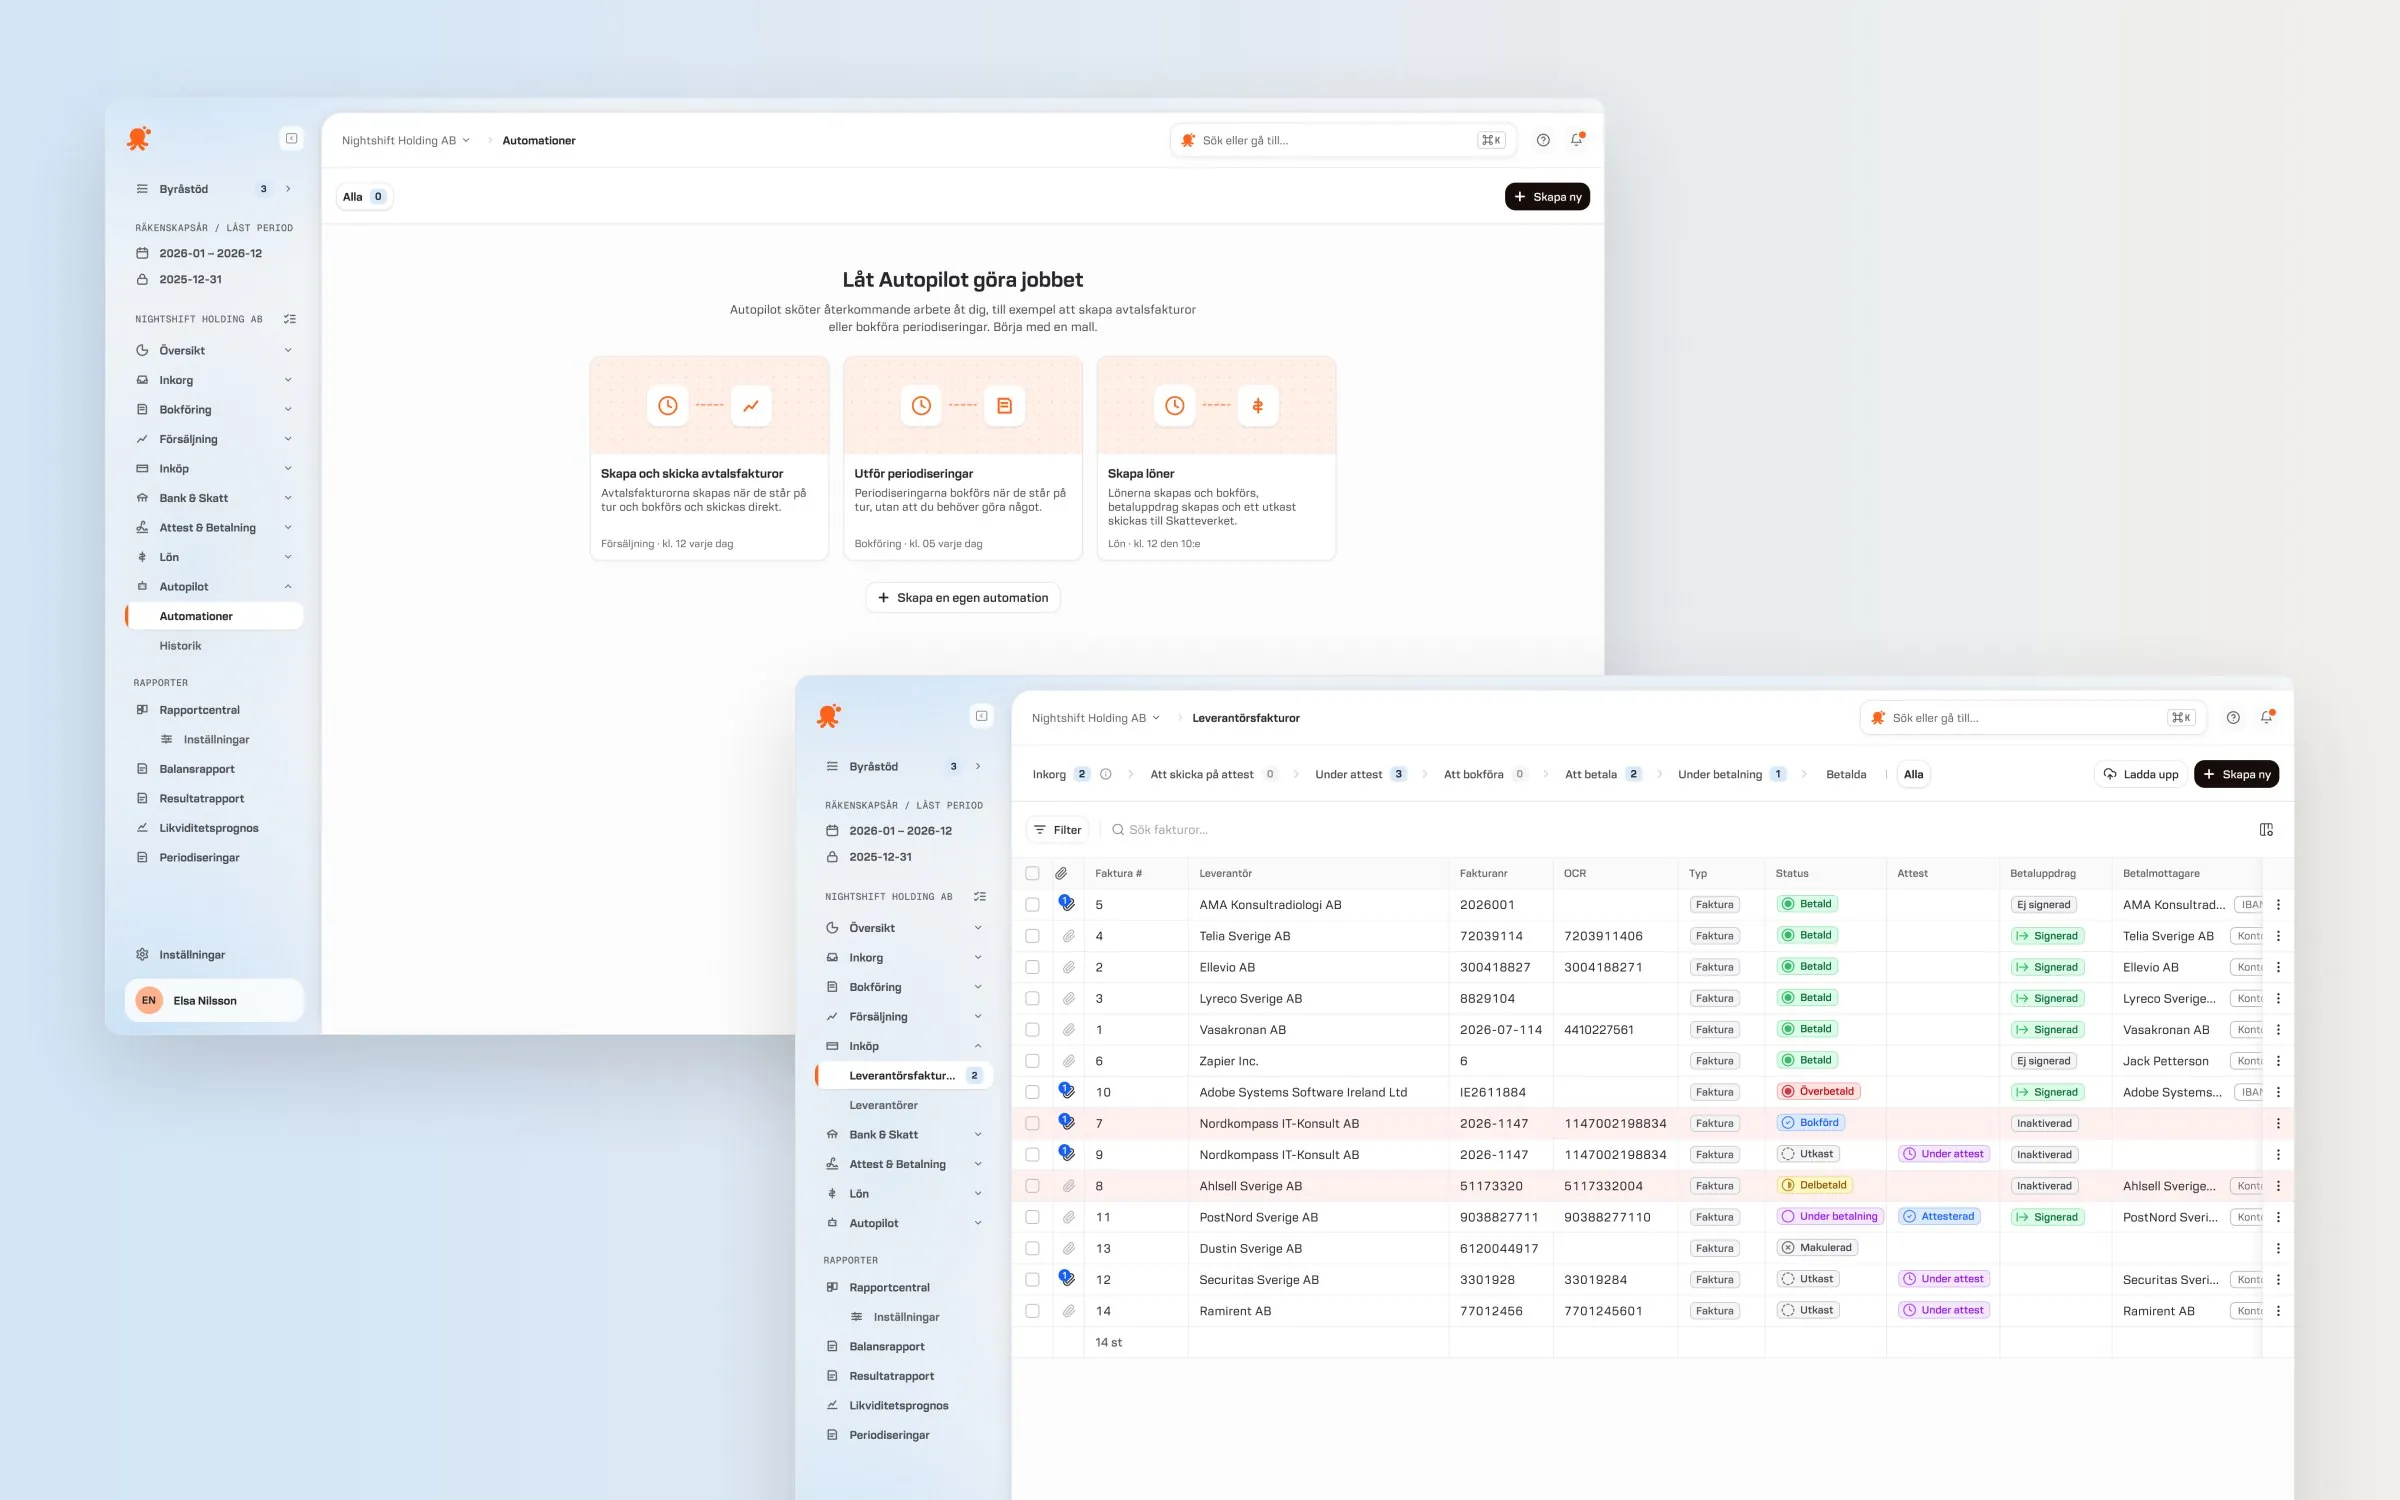 Nightshift Holding AB
Automationer
Sök eller gå till...
⌘K
Byråstöd 3
RÄKENSKAPSÅR / LÅST PERIOD
2026-01 – 2026-12
2025-12-31
NIGHTSHIFT HOLDING AB
Översikt
Inkorg
Bokföring
Försäljning
Inköp
Bank & Skatt
Attest & Betalning
Lön
Autopilot
Automationer
Historik
RAPPORTER
Rapportcentral
Inställningar
Balansrapport
Resultatrapport
Likviditetsprognos
Periodiseringar
Inställningar
EN Elsa Nilsson
Alla 0
Skapa ny
Låt Autopilot göra jobbet
Autopilot sköter återkommande arbete åt dig, till exempel att skapa avtalsfakturor
eller bokföra periodiseringar. Börja med en mall.
Skapa och skicka avtalsfakturor
Avtalsfakturorna skapas när de står på
tur och bokförs och skickas direkt.
Försäljning · kl. 12 varje dag
Utför periodiseringar
Periodiseringarna bokförs när de står på
tur, utan att du behöver göra något.
Bokföring · kl. 05 varje dag
Skapa löner
Lönerna skapas och bokförs,
betaluppdrag skapas och ett utkast
skickas till Skatteverket.
Lön · kl. 12 den 10:e
Skapa en egen automation
Nightshift Holding AB
Leverantörsfakturor
Sök eller gå till...
⌘K
Byråstöd 3
RÄKENSKAPSÅR / LÅST PERIOD
2026-01 – 2026-12
2025-12-31
NIGHTSHIFT HOLDING AB
Översikt
Inkorg
Bokföring
Försäljning
Inköp
Leverantörsfaktur... 2
Leverantörer
Bank & Skatt
Attest & Betalning
Lön
Autopilot
RAPPORTER
Rapportcentral
Inställningar
Balansrapport
Resultatrapport
Likviditetsprognos
Periodiseringar
Inkorg 2 Att skicka på attest 0 Under attest 3 Att bokföra 0 Att betala 2 Under betalning 1 Betalda Alla
Ladda upp
Skapa ny
Filter
Sök fakturor...
Faktura # Leverantör Fakturanr OCR Typ Status Attest Betaluppdrag Betalmottagare
1 5 AMA Konsultradiologi AB 2026001 Faktura Betald Ej signerad AMA Konsultrad... IBAN
4 Telia Sverige AB 72039114 7203911406 Faktura Betald Signerad Telia Sverige AB Konto
2 Ellevio AB 300418827 3004188271 Faktura Betald Signerad Ellevio AB Konto
3 Lyreco Sverige AB 8829104 Faktura Betald Signerad Lyreco Sverige... Konto
1 Vasakronan AB 2026-07-114 4410227561 Faktura Betald Signerad Vasakronan AB Konto
6 Zapier Inc. 6 Faktura Betald Ej signerad Jack Petterson Konto
1 10 Adobe Systems Software Ireland Ltd IE2611884 Faktura Överbetald Signerad Adobe Systems... IBAN
1 7 Nordkompass IT-Konsult AB 2026-1147 1147002198834 Faktura Bokförd Inaktiverad
1 9 Nordkompass IT-Konsult AB 2026-1147 1147002198834 Faktura Utkast Under attest Inaktiverad
8 Ahlsell Sverige AB 51173320 5117332004 Faktura Delbetald Inaktiverad Ahlsell Sverige... Konto
11 PostNord Sverige AB 9038827711 90388277110 Faktura Under betalning Attesterad Signerad PostNord Sveri... Konto
13 Dustin Sverige AB 6120044917 Faktura Makulerad
1 12 Securitas Sverige AB 3301928 33019284 Faktura Utkast Under attest Securitas Sveri... Konto
14 Ramirent AB 77012456 7701245601 Faktura Utkast Under attest Ramirent AB Konto
14 st